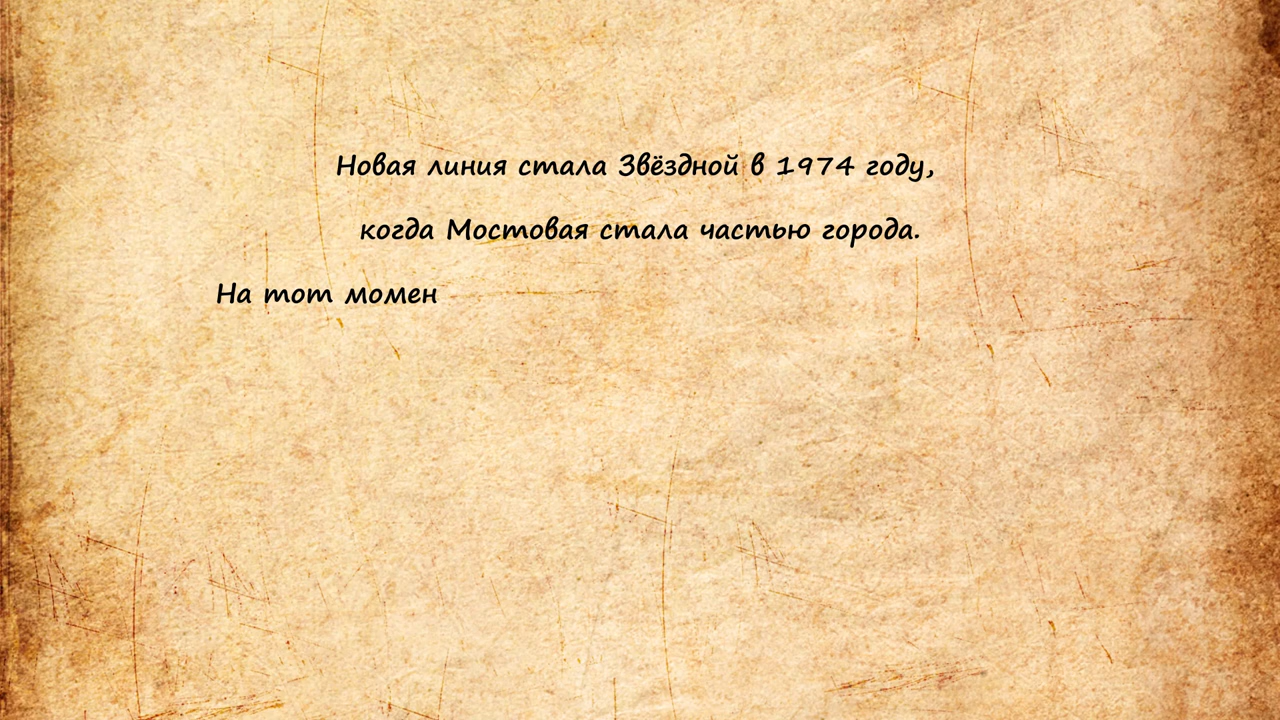 Новая линия стала Звёздной в 1974 году,
когда Мостовая стала частью города.
На тот момен